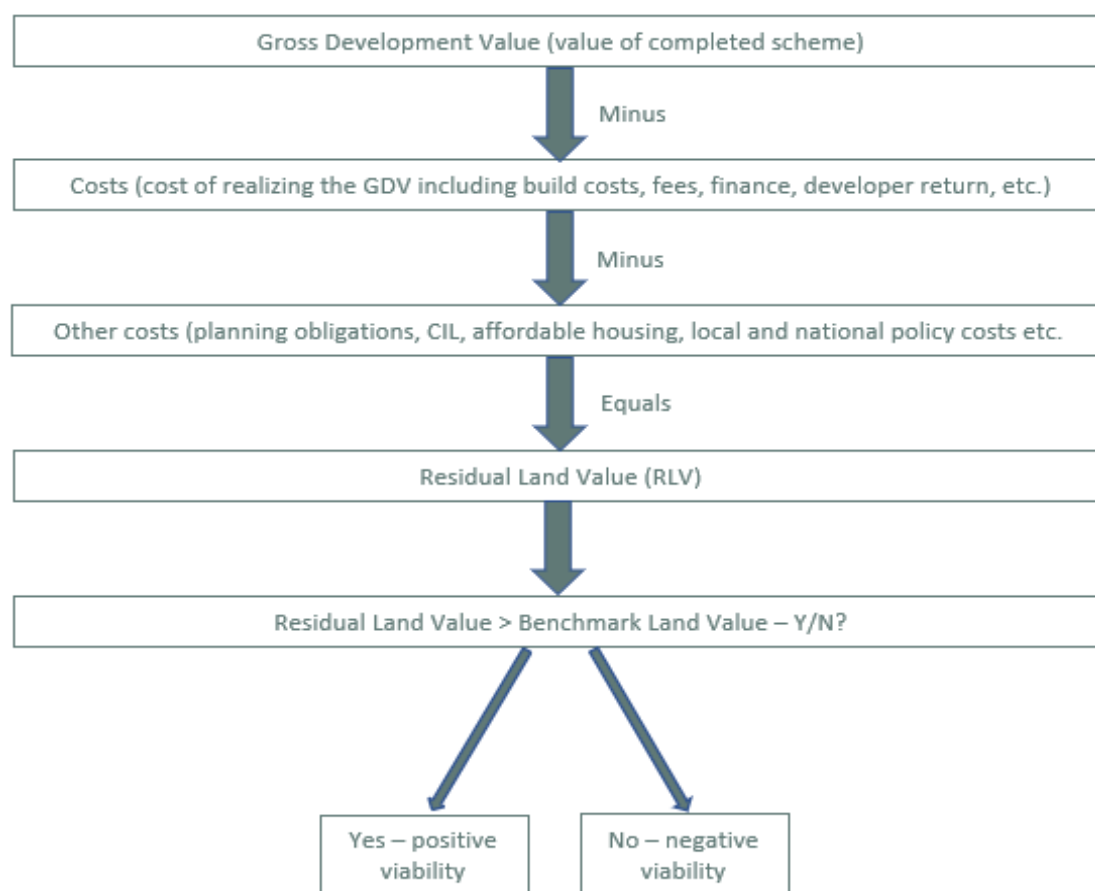 Gross Development Value (value of completed scheme)
Minus
Costs (cost of realizing the GDV including build costs, fees, finance, developer return, etc.)
Minus
Other costs (planning obligations, CIL, affordable housing, local and national policy costs etc.
Equals
Residual Land Value (RLV)
Residual Land Value > Benchmark Land Value – Y/N?
Yes – positive
viability
No – negative
viability